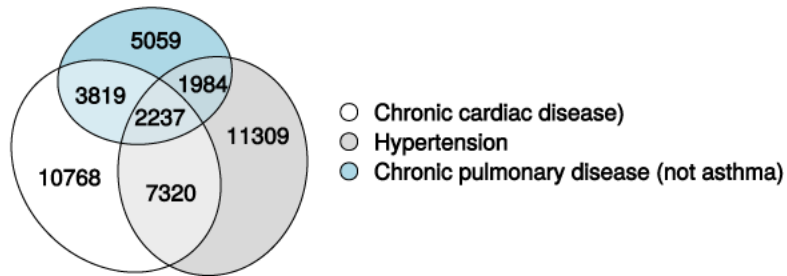 5059
3819
1984
2237
11309
10768
7320
Chronic cardiac disease)
Hypertension
Chronic pulmonary disease (not asthma)